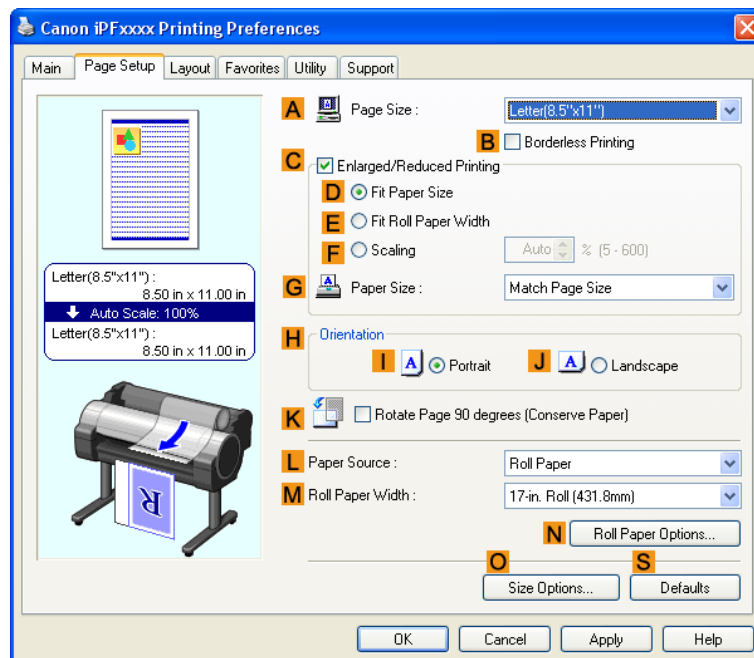 Canon iPFxxxx Printing Preferences
Main Page Setup Layout Favorites Utility Support
A Page Size : Letter(8.5"x11")
B Borderless Printing
C Enlarged/Reduced Printing
D Fit Paper Size
E Fit Roll Paper Width
F Scaling Auto % (5 - 600)
G Paper Size : Match Page Size
Letter(8.5"x11") :
8.50 in x 11.00 in
Auto Scale: 100%
Letter(8.5"x11") :
8.50 in x 11.00 in
H Orientation
I A Portrait J A Landscape
K Rotate Page 90 degrees (Conserve Paper)
L Paper Source : Roll Paper
M Roll Paper Width : 17-in. Roll (431.8mm)
R
N Roll Paper Options...
O S
Size Options... Defaults
OK Cancel Apply Help